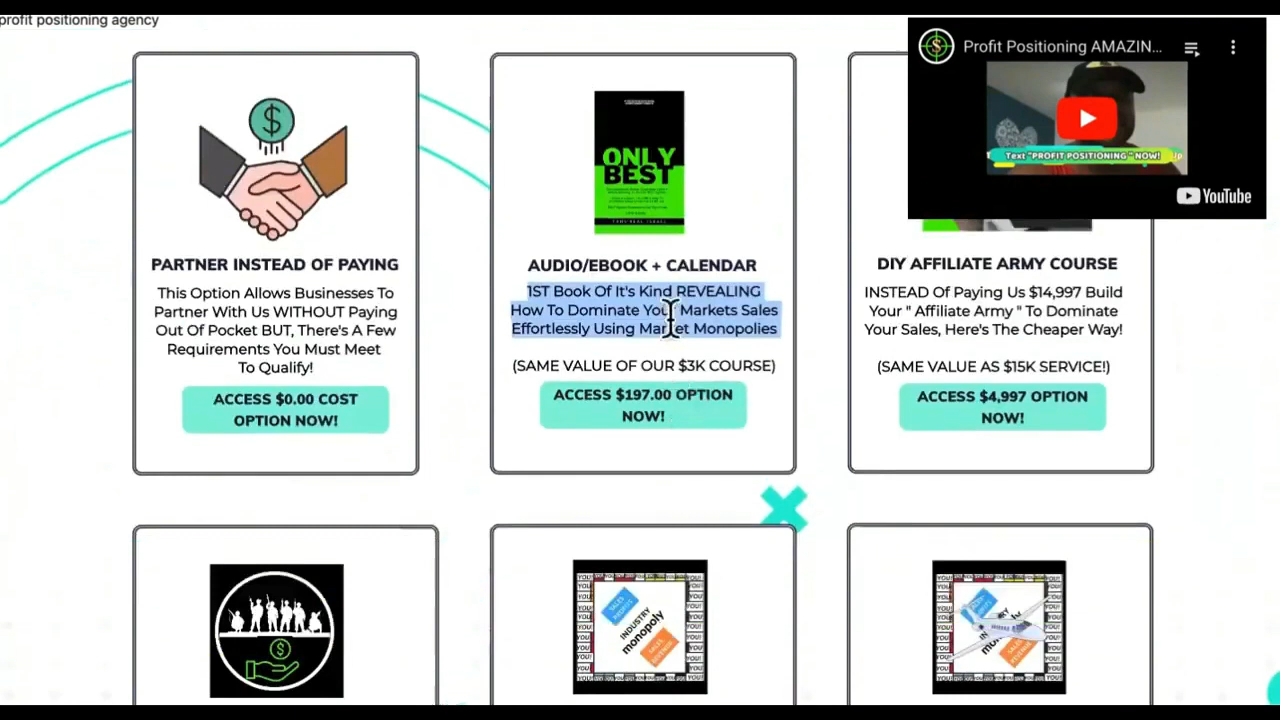 profit positioning agency
Profit Positioning AMAZIN...
Text "PROFIT POSITIONING" NOW!
YouTube
PARTNER INSTEAD OF PAYING
This Option Allows Businesses To
Partner With Us WITHOUT Paying
Out Of Pocket BUT, There's A Few
Requirements You Must Meet
To Qualify!
ACCESS $0.00 COST
OPTION NOW!
ONLY
BEST
AUDIO/EBOOK + CALENDAR
1ST Book Of It's Kind REVEALING
How To Dominate Your Markets Sales
Effortlessly Using Market Monopolies
(SAME VALUE OF OUR $3K COURSE)
ACCESS $197.00 OPTION
NOW!
DIY AFFILIATE ARMY COURSE
INSTEAD Of Paying Us $14,997 Build
Your " Affiliate Army " To Dominate
Your Sales, Here's The Cheaper Way!
(SAME VALUE AS $15K SERVICE!)
ACCESS $4,997 OPTION
NOW!
INDUSTRY
monopoly